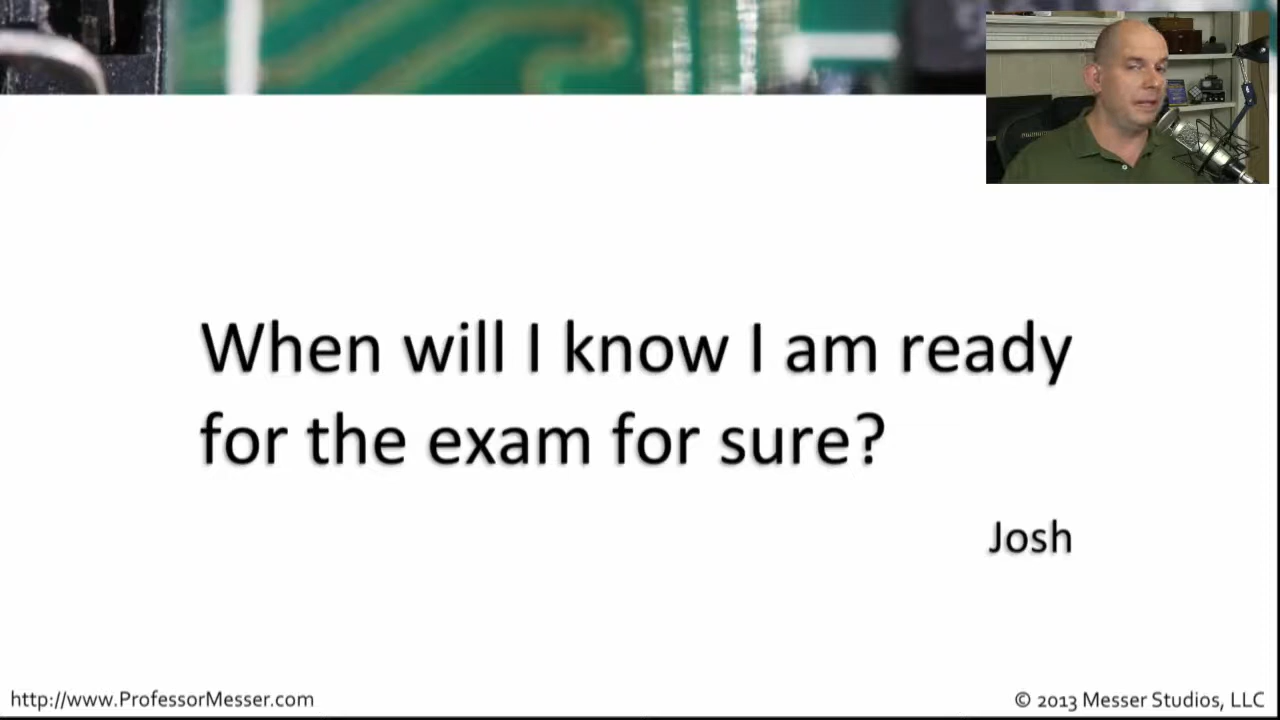 When will I know I am ready
for the exam for sure?
Josh
http://www.ProfessorMesser.com
© 2013 Messer Studios, LLC